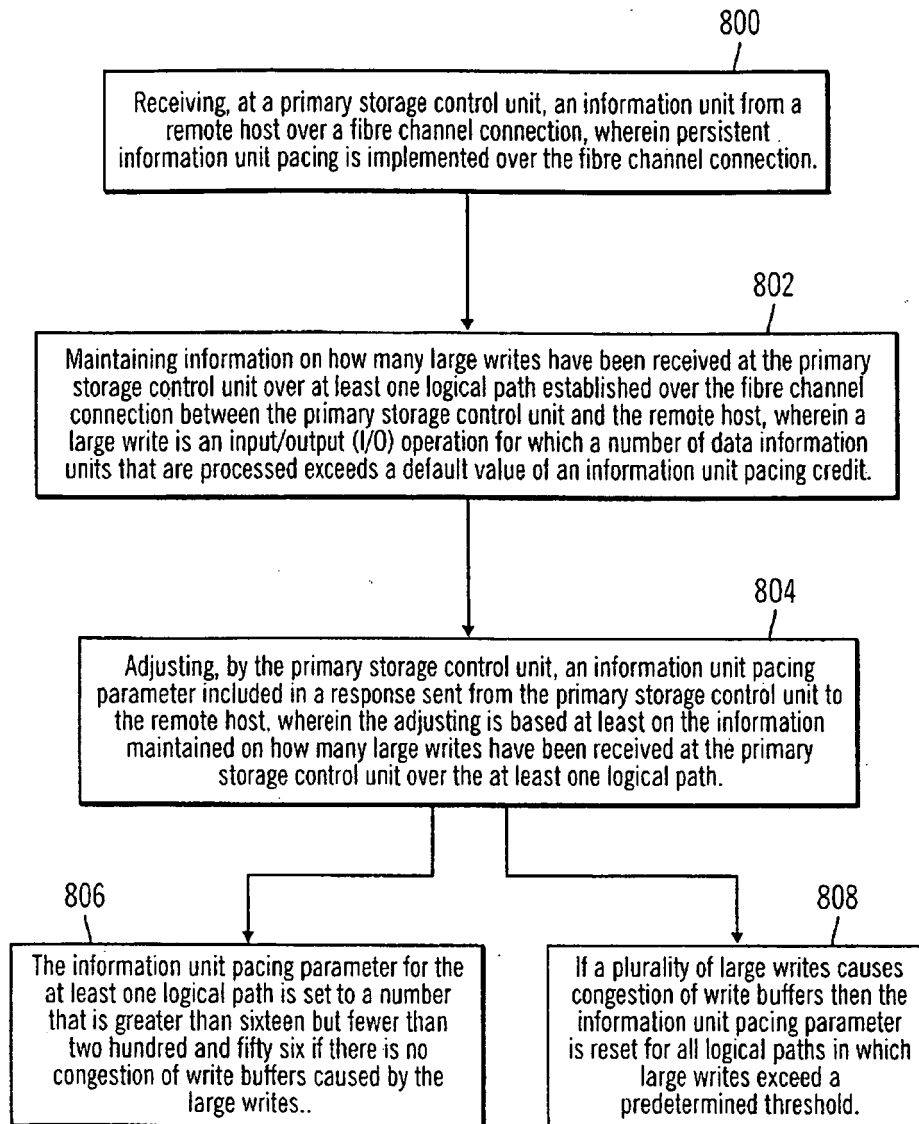 800
Receiving, at a primary storage control unit, an information unit from a
remote host over a fibre channel connection, wherein persistent
information unit pacing is implemented over the fibre channel connection.
802
Maintaining information on how many large writes have been received at the primary
storage control unit over at least one logical path established over the fibre channel
connection between the primary storage control unit and the remote host, wherein a
large write is an input/output (I/O) operation for which a number of data information
units that are processed exceeds a default value of an information unit pacing credit.
804
Adjusting, by the primary storage control unit, an information unit pacing
parameter included in a response sent from the primary storage control unit to
the remote host, wherein the adjusting is based at least on the information
maintained on how many large writes have been received at the primary
storage control unit over the at least one logical path.
806
The information unit pacing parameter for the
at least one logical path is set to a number
that is greater than sixteen but fewer than
two hundred and fifty six if there is no
congestion of write buffers caused by the
large writes..
808
If a plurality of large writes causes
congestion of write buffers then the
information unit pacing parameter
is reset for all logical paths in which
large writes exceed a
predetermined threshold.